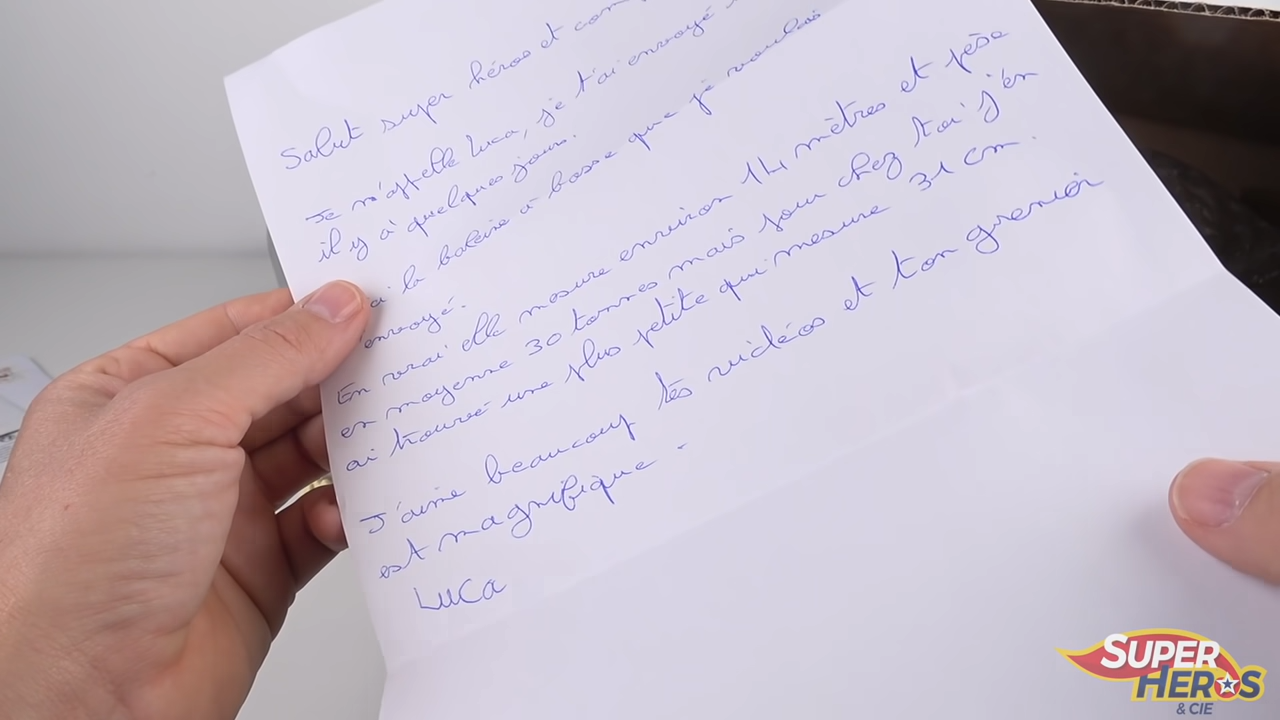 Salut super héros et com
Je m'appelle Luca, je t'ai envoyé
il y a quelques jours.
la baleine à bosse que je voulais
envoyé.
En vrai elle mesure environ 14 mètres et pèse
en moyenne 30 tonnes mais pour chez toi j'en
ai trouvé une plus petite qui mesure 31 cm.
J'aime beaucoup tes vidéos et ton grenier
est magnifique.
LUCA
SUPER
HEROS
& CIE